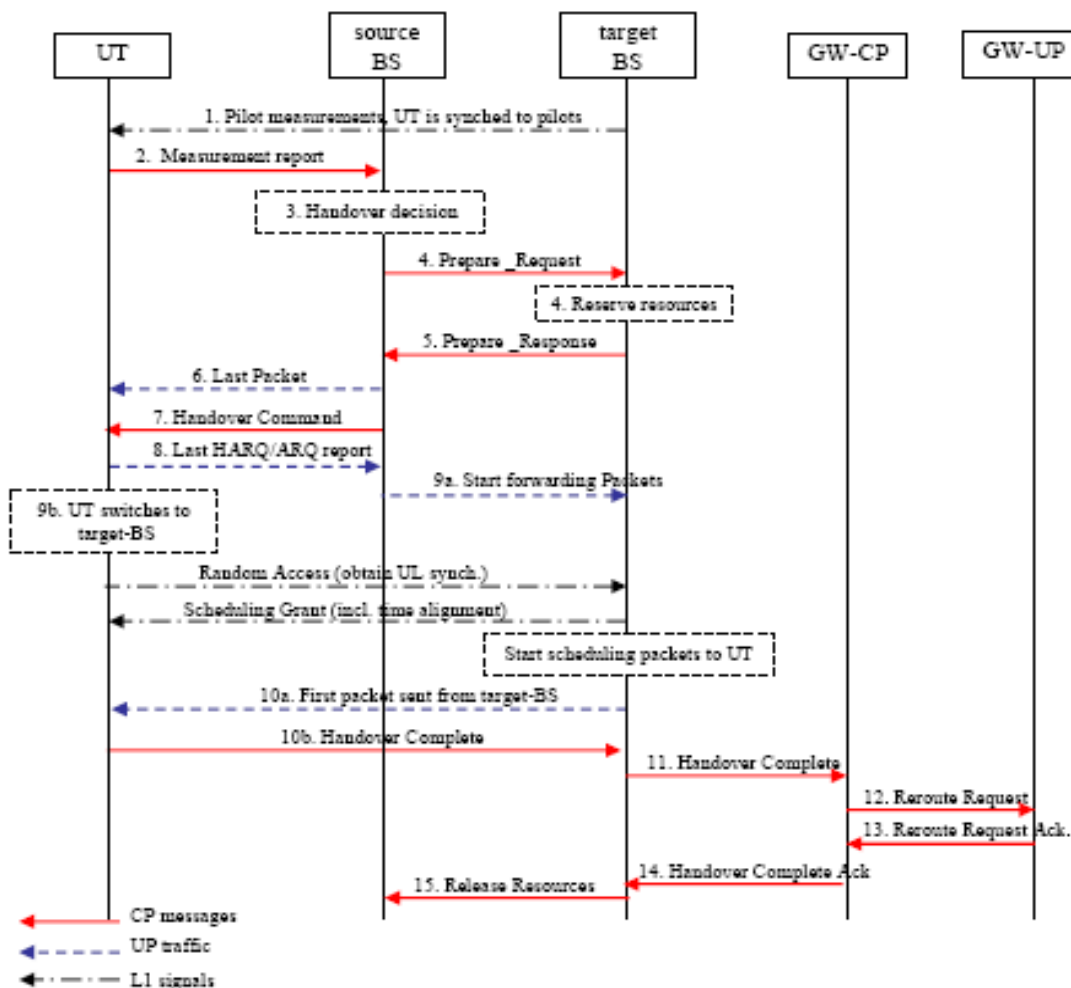 UT
source
BS
target
BS
GW-CP
GW-UP
1. Pilot measurements, UT is synched to pilots
2. Measurement report
3. Handover decision
4. Prepare _Request
4. Reserve resources
5. Prepare _Response
6. Last Packet
7. Handover Command
8. Last HARQ/ARQ report
9a. Start forwarding Packets
9b. UT switches to
target-BS
Random Access (obtain UL synch.)
Scheduling Grant (incl. time alignment)
Start scheduling packets to UT
10a. First packet sent from target-BS
10b. Handover Complete
11. Handover Complete
12. Reroute Request
13. Reroute Request Ack.
14. Handover Complete Ack
15. Release Resources
CP messages
UP traffic
L1 signals